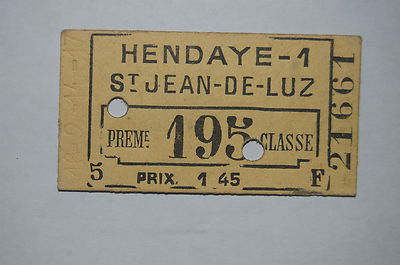 HENDAYE-1
ST JEAN-DE-LUZ
PREME 195 CLASSE
5 PRIX. 1 45 F
21661